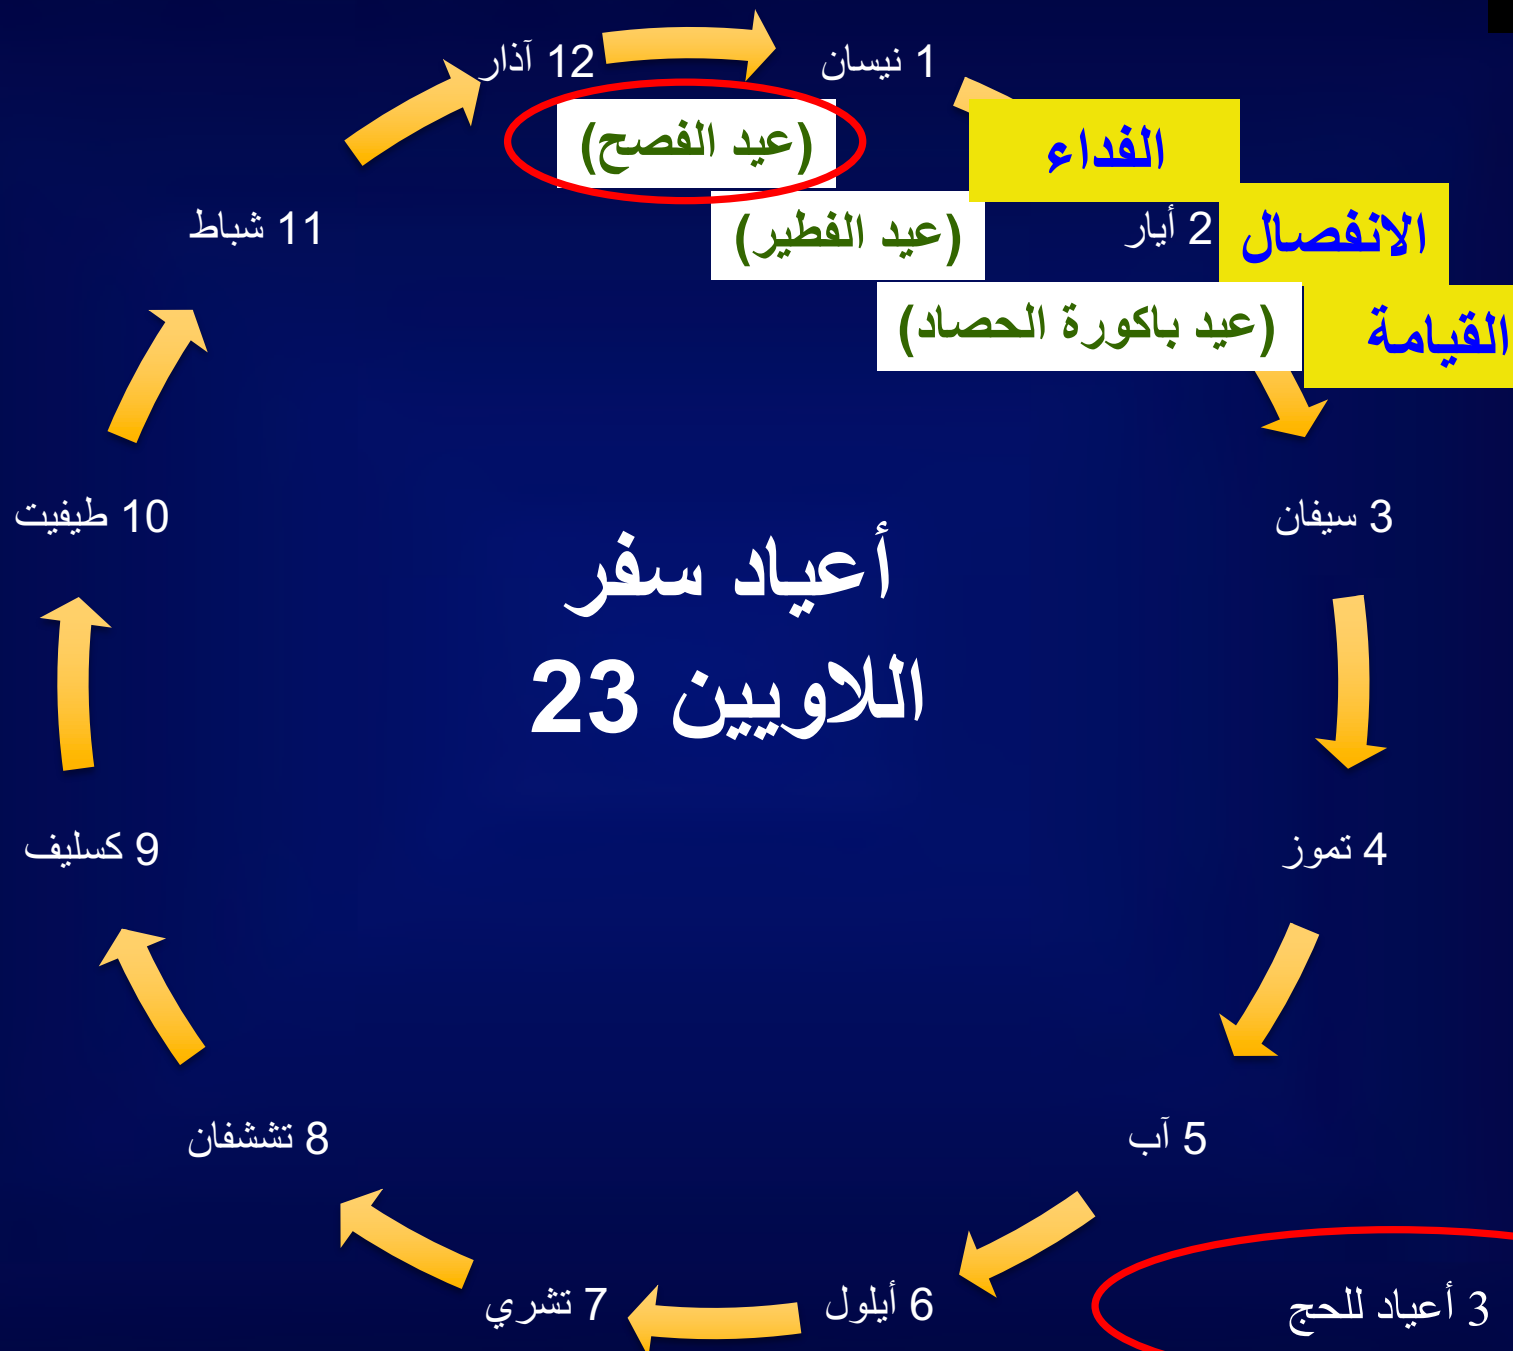 12 آذار
1 نيسان
(عيد الفصح)
الفداء
11 شباط
(عيد الفطير)
2 أيار
الانفصال
(عيد باكورة الحصاد)
القيامة
10 طيفيت
3 سيفان
أعياد سفر
اللاويين 23
9 كسليف
4 تموز
8 تششفان
5 آب
7 تشري
6 أيلول
3 أعياد للحج